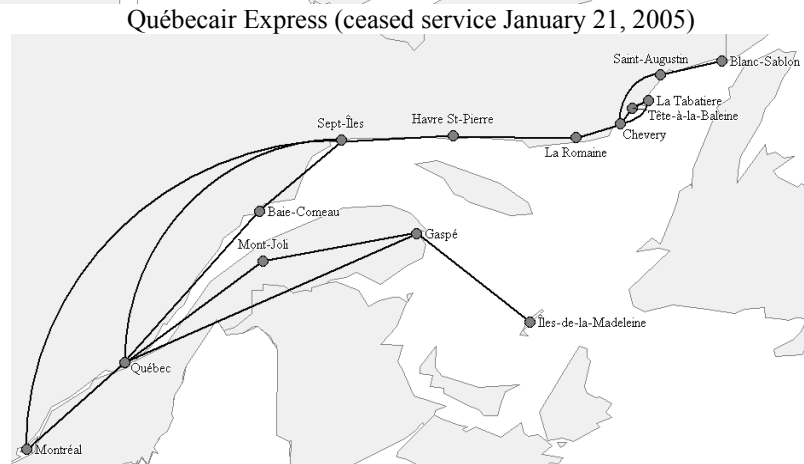 Québecair Express (ceased service January 21, 2005)
Saint-Augustin
Blanc-Sablon
La Tabatiere
Tête-à-la-Baleine
Chevery
Havre St-Pierre
Sept-Îles
La Romaine
Baie-Comeau
Gaspé
Mont-Joli
Îles-de-la-Madeleine
Québec
Montréal